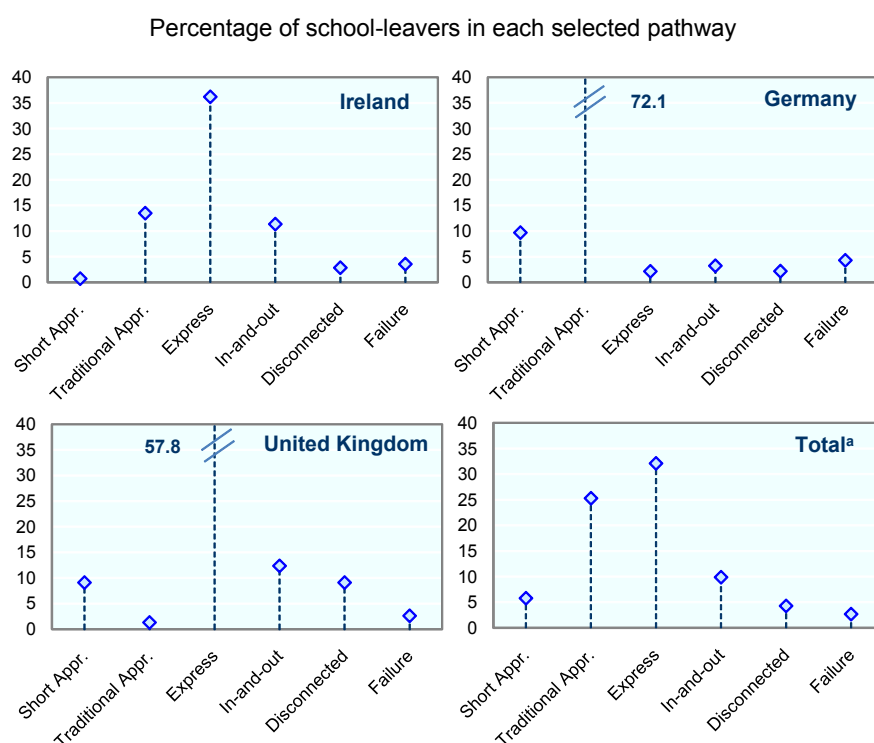 Percentage of school-leavers in each selected pathway
40
35
30
25
20
15
10
5
0
Ireland
Short Appr.
Traditional Appr.
Express
In-and-out
Disconnected
Failure
40
35
30
25
20
15
10
5
0
72.1
Germany
Short Appr.
Traditional Appr.
Express
In-and-out
Disconnected
Failure
40
35
30
25
20
15
10
5
0
57.8
United Kingdom
Short Appr.
Traditional Appr.
Express
In-and-out
Disconnected
Failure
40
35
30
25
20
15
10
5
0
Totalᵃ
Short Appr.
Traditional Appr.
Express
In-and-out
Disconnected
Failure